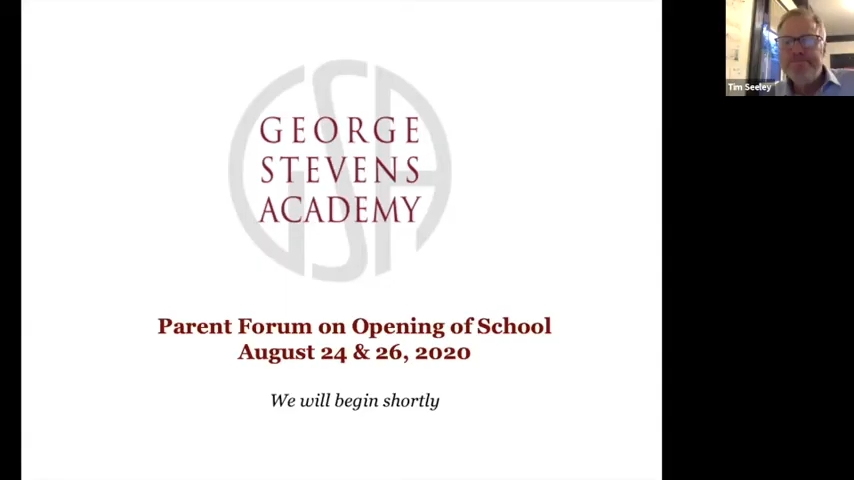 GEORGE
STEVENS
ACADEMY
Parent Forum on Opening of School
August 24 & 26, 2020
We will begin shortly
Tim Seeley